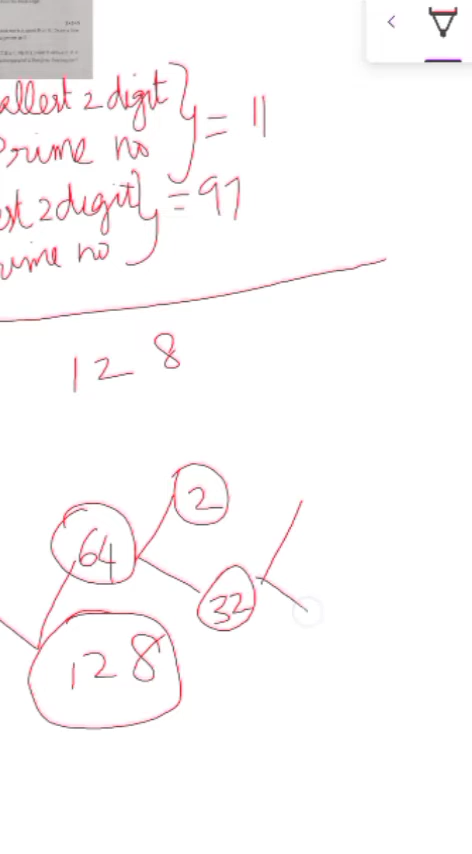 allest 2 digit
Prime no } = 11
est 2 digit } = 97
rime no
128
2
64
32
128